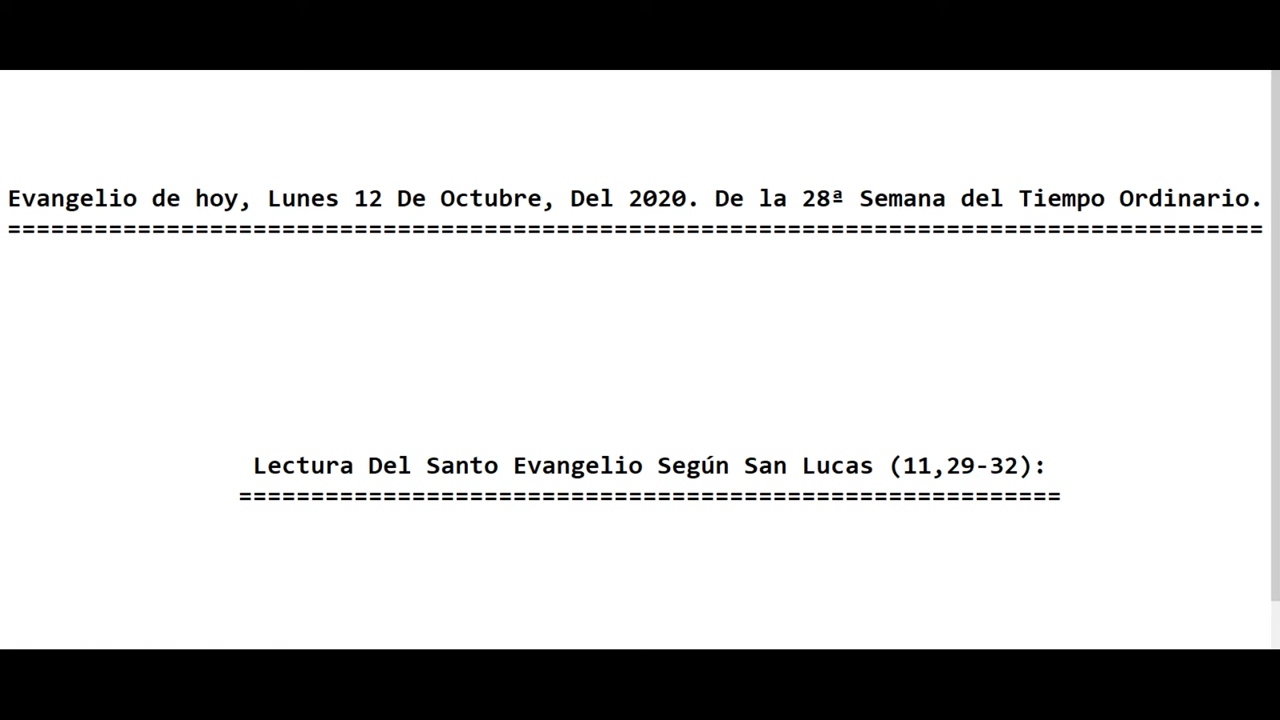 Evangelio de hoy, Lunes 12 De Octubre, Del 2020. De la 28ª Semana del Tiempo Ordinario.
=======================================================================================
Lectura Del Santo Evangelio Según San Lucas (11,29-32):
=========================================================